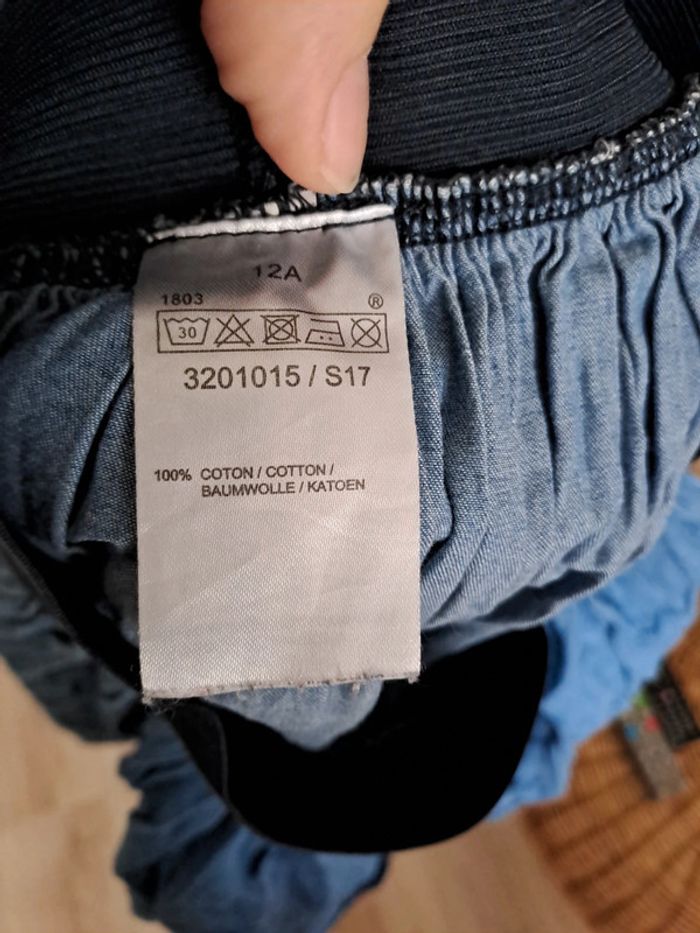 12A
1803 ®
30
3201015 / S17
100% COTON / COTTON /
BAUMWOLLE / KATOEN